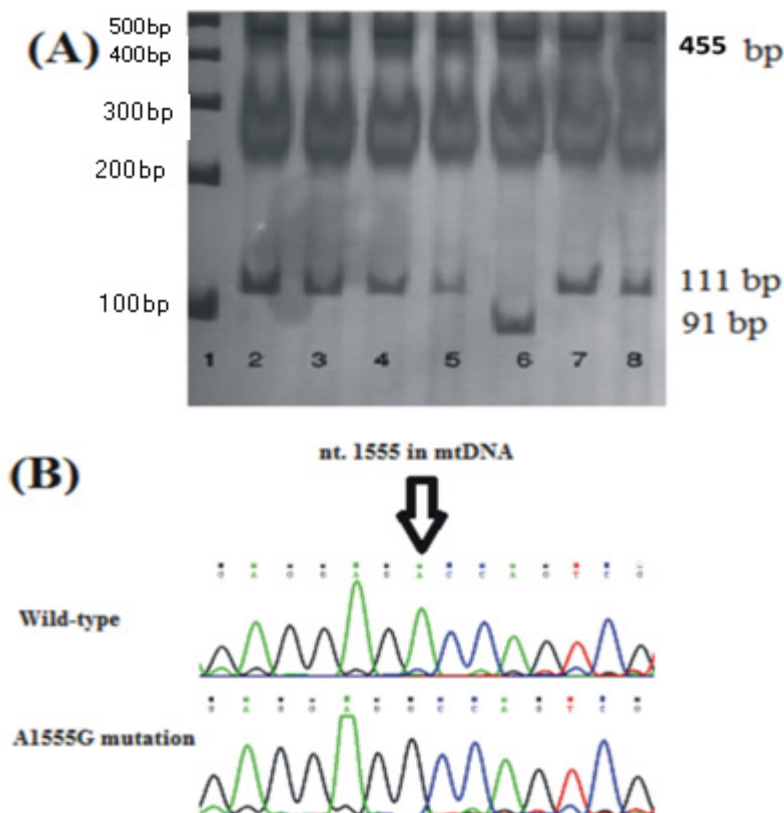 (A)
500bp
400bp
300bp
200bp
100bp
455 bp
111 bp
91 bp
1 2 3 4 5 6 7 8
(B)
nt. 1555 in mtDNA
G A G G A G A C C A G T C G
Wild-type
G A G G A G G C C A G T C G
A1555G mutation